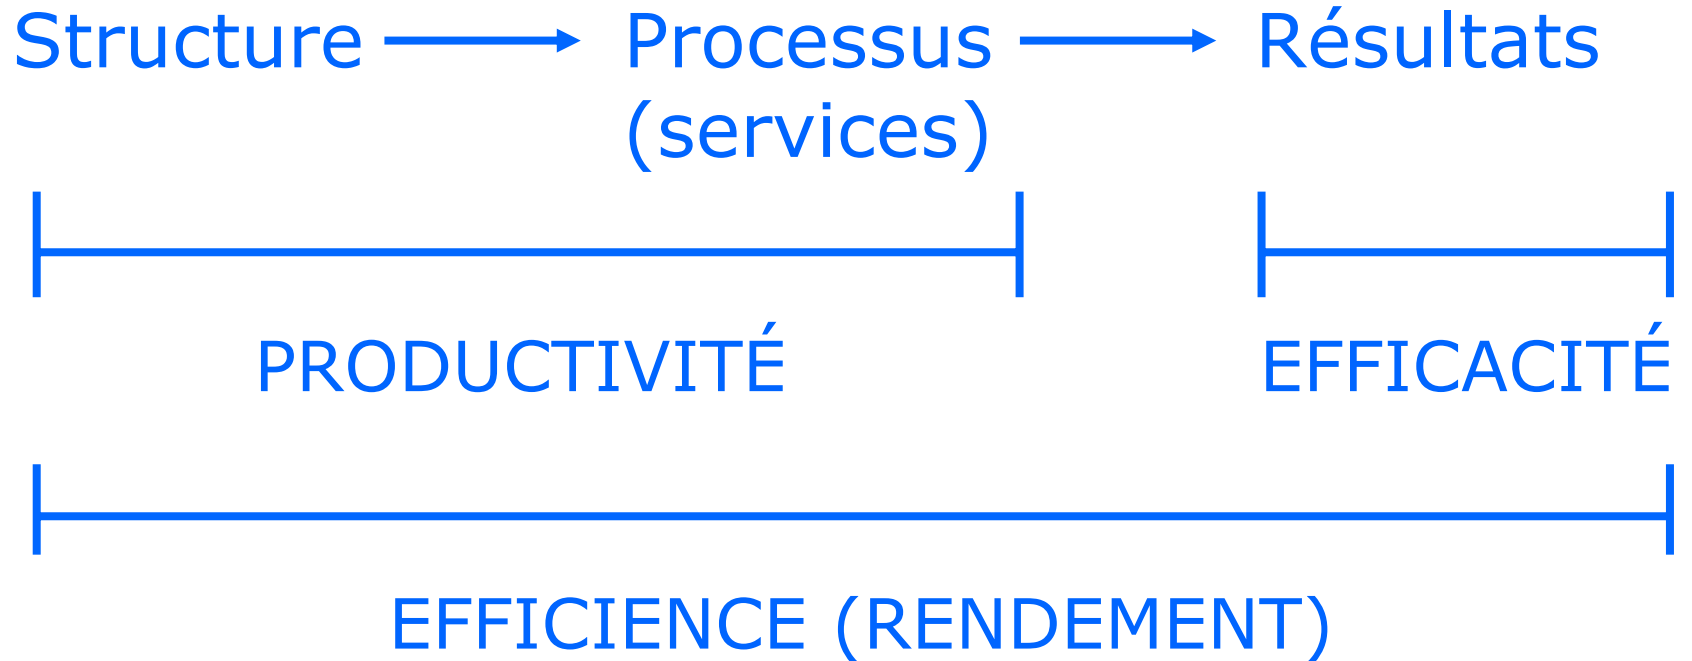 Structure Processus Résultats
(services)
PRODUCTIVITÉ EFFICACITÉ
EFFICIENCE (RENDEMENT)